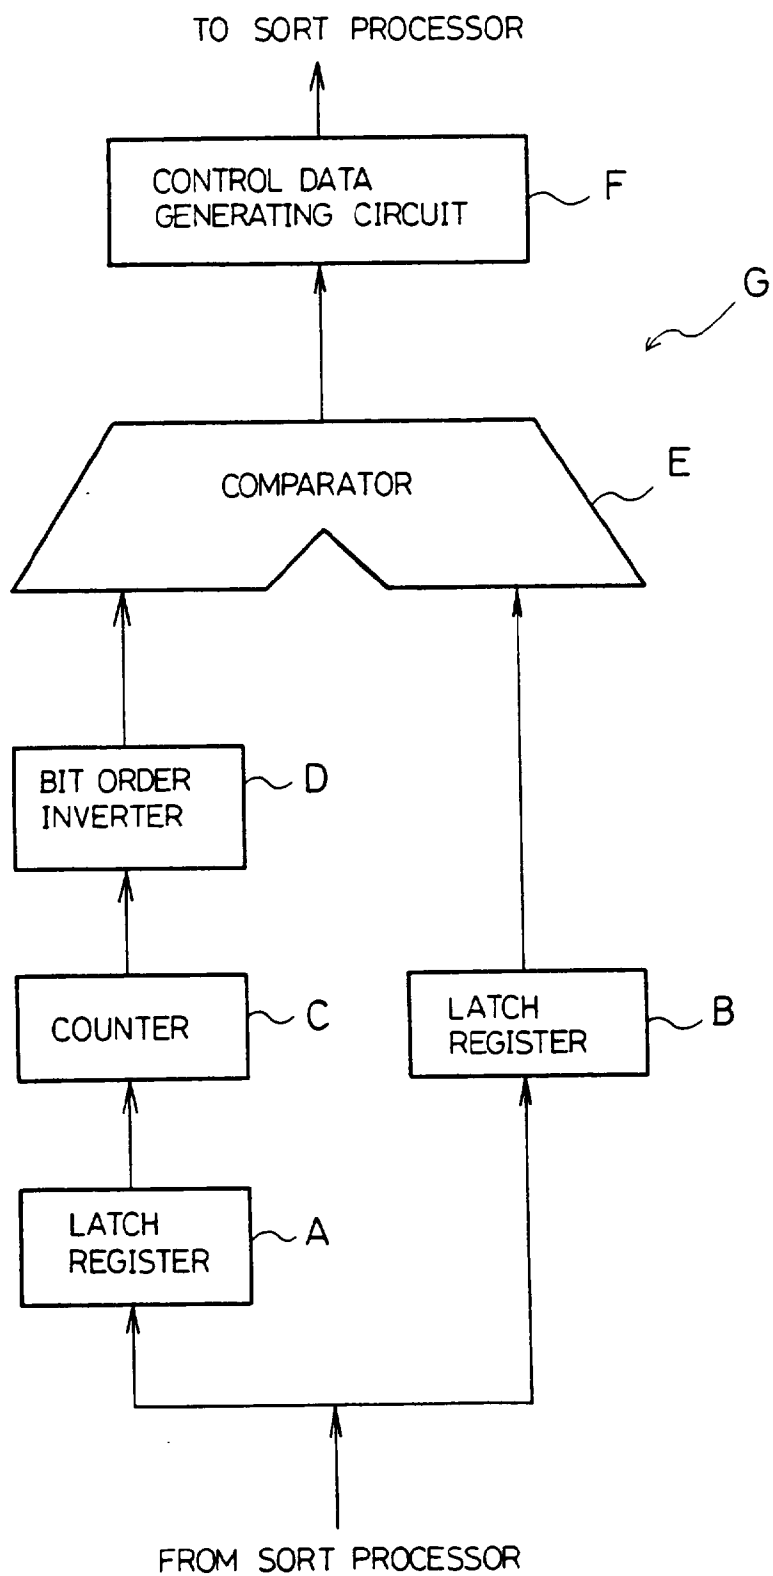 TO SORT PROCESSOR
CONTROL DATA
GENERATING CIRCUIT
F
G
COMPARATOR
E
BIT ORDER
INVERTER
D
COUNTER
C
LATCH
REGISTER
B
LATCH
REGISTER
A
FROM SORT PROCESSOR